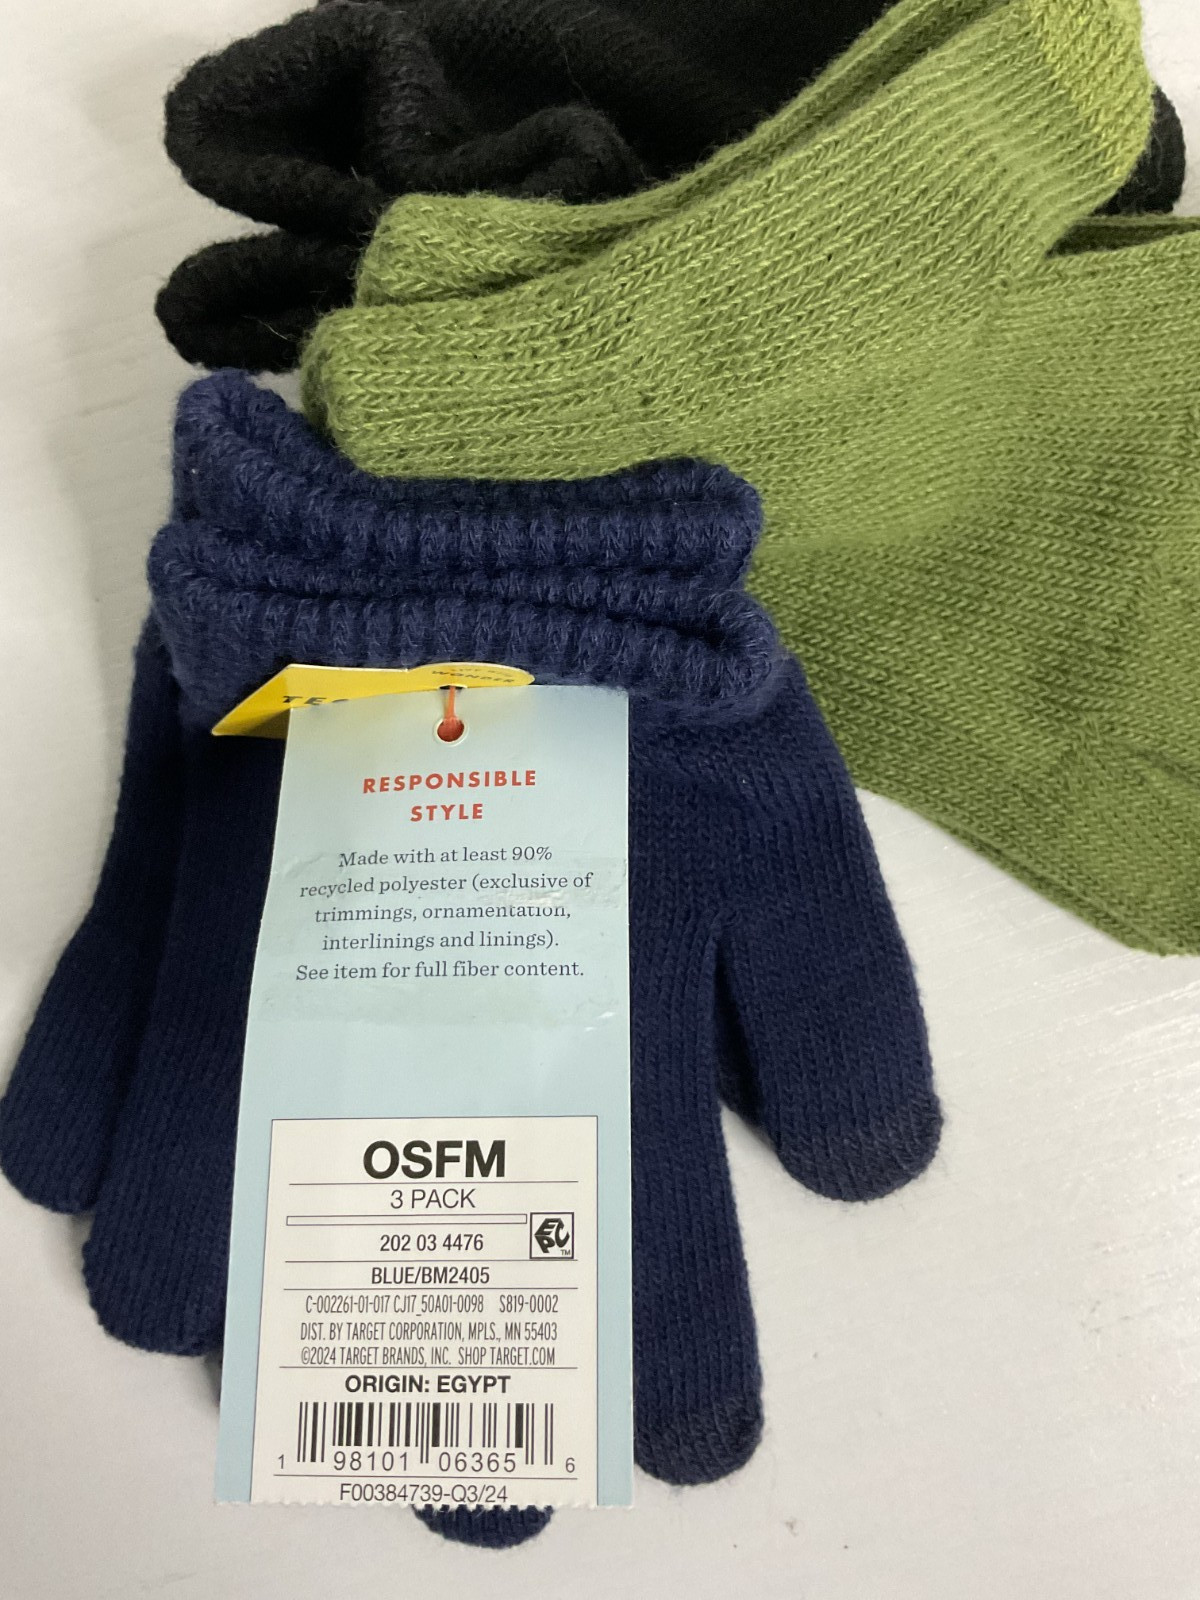 WONDER
RESPONSIBLE
STYLE
Made with at least 90%
recycled polyester (exclusive of
trimmings, ornamentation,
interlinings and linings).
See item for full fiber content.
OSFM
3 PACK
202 03 4476
BLUE/BM2405
C-002261-01-017 CJ17_50A01-0098 S819-0002
DIST. BY TARGET CORPORATION, MPLS., MN 55403
©2024 TARGET BRANDS, INC. SHOP TARGET.COM
ORIGIN: EGYPT
1 98101 06365 6
F00384739-Q3/24